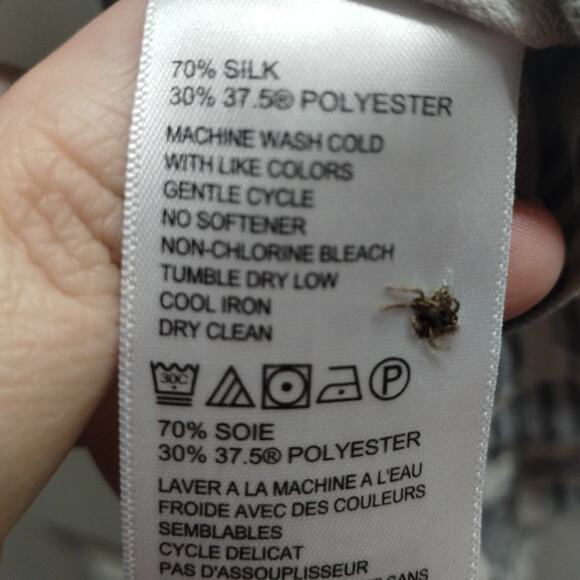 70% SILK
30% 37.5® POLYESTER
MACHINE WASH COLD
WITH LIKE COLORS
GENTLE CYCLE
NO SOFTENER
NON-CHLORINE BLEACH
TUMBLE DRY LOW
COOL IRON
DRY CLEAN
30C P
70% SOIE
30% 37.5® POLYESTER
LAVER A LA MACHINE A L'EAU
FROIDE AVEC DES COULEURS
SEMBLABLES
CYCLE DELICAT
PAS D'ASSOUPLISSEUR